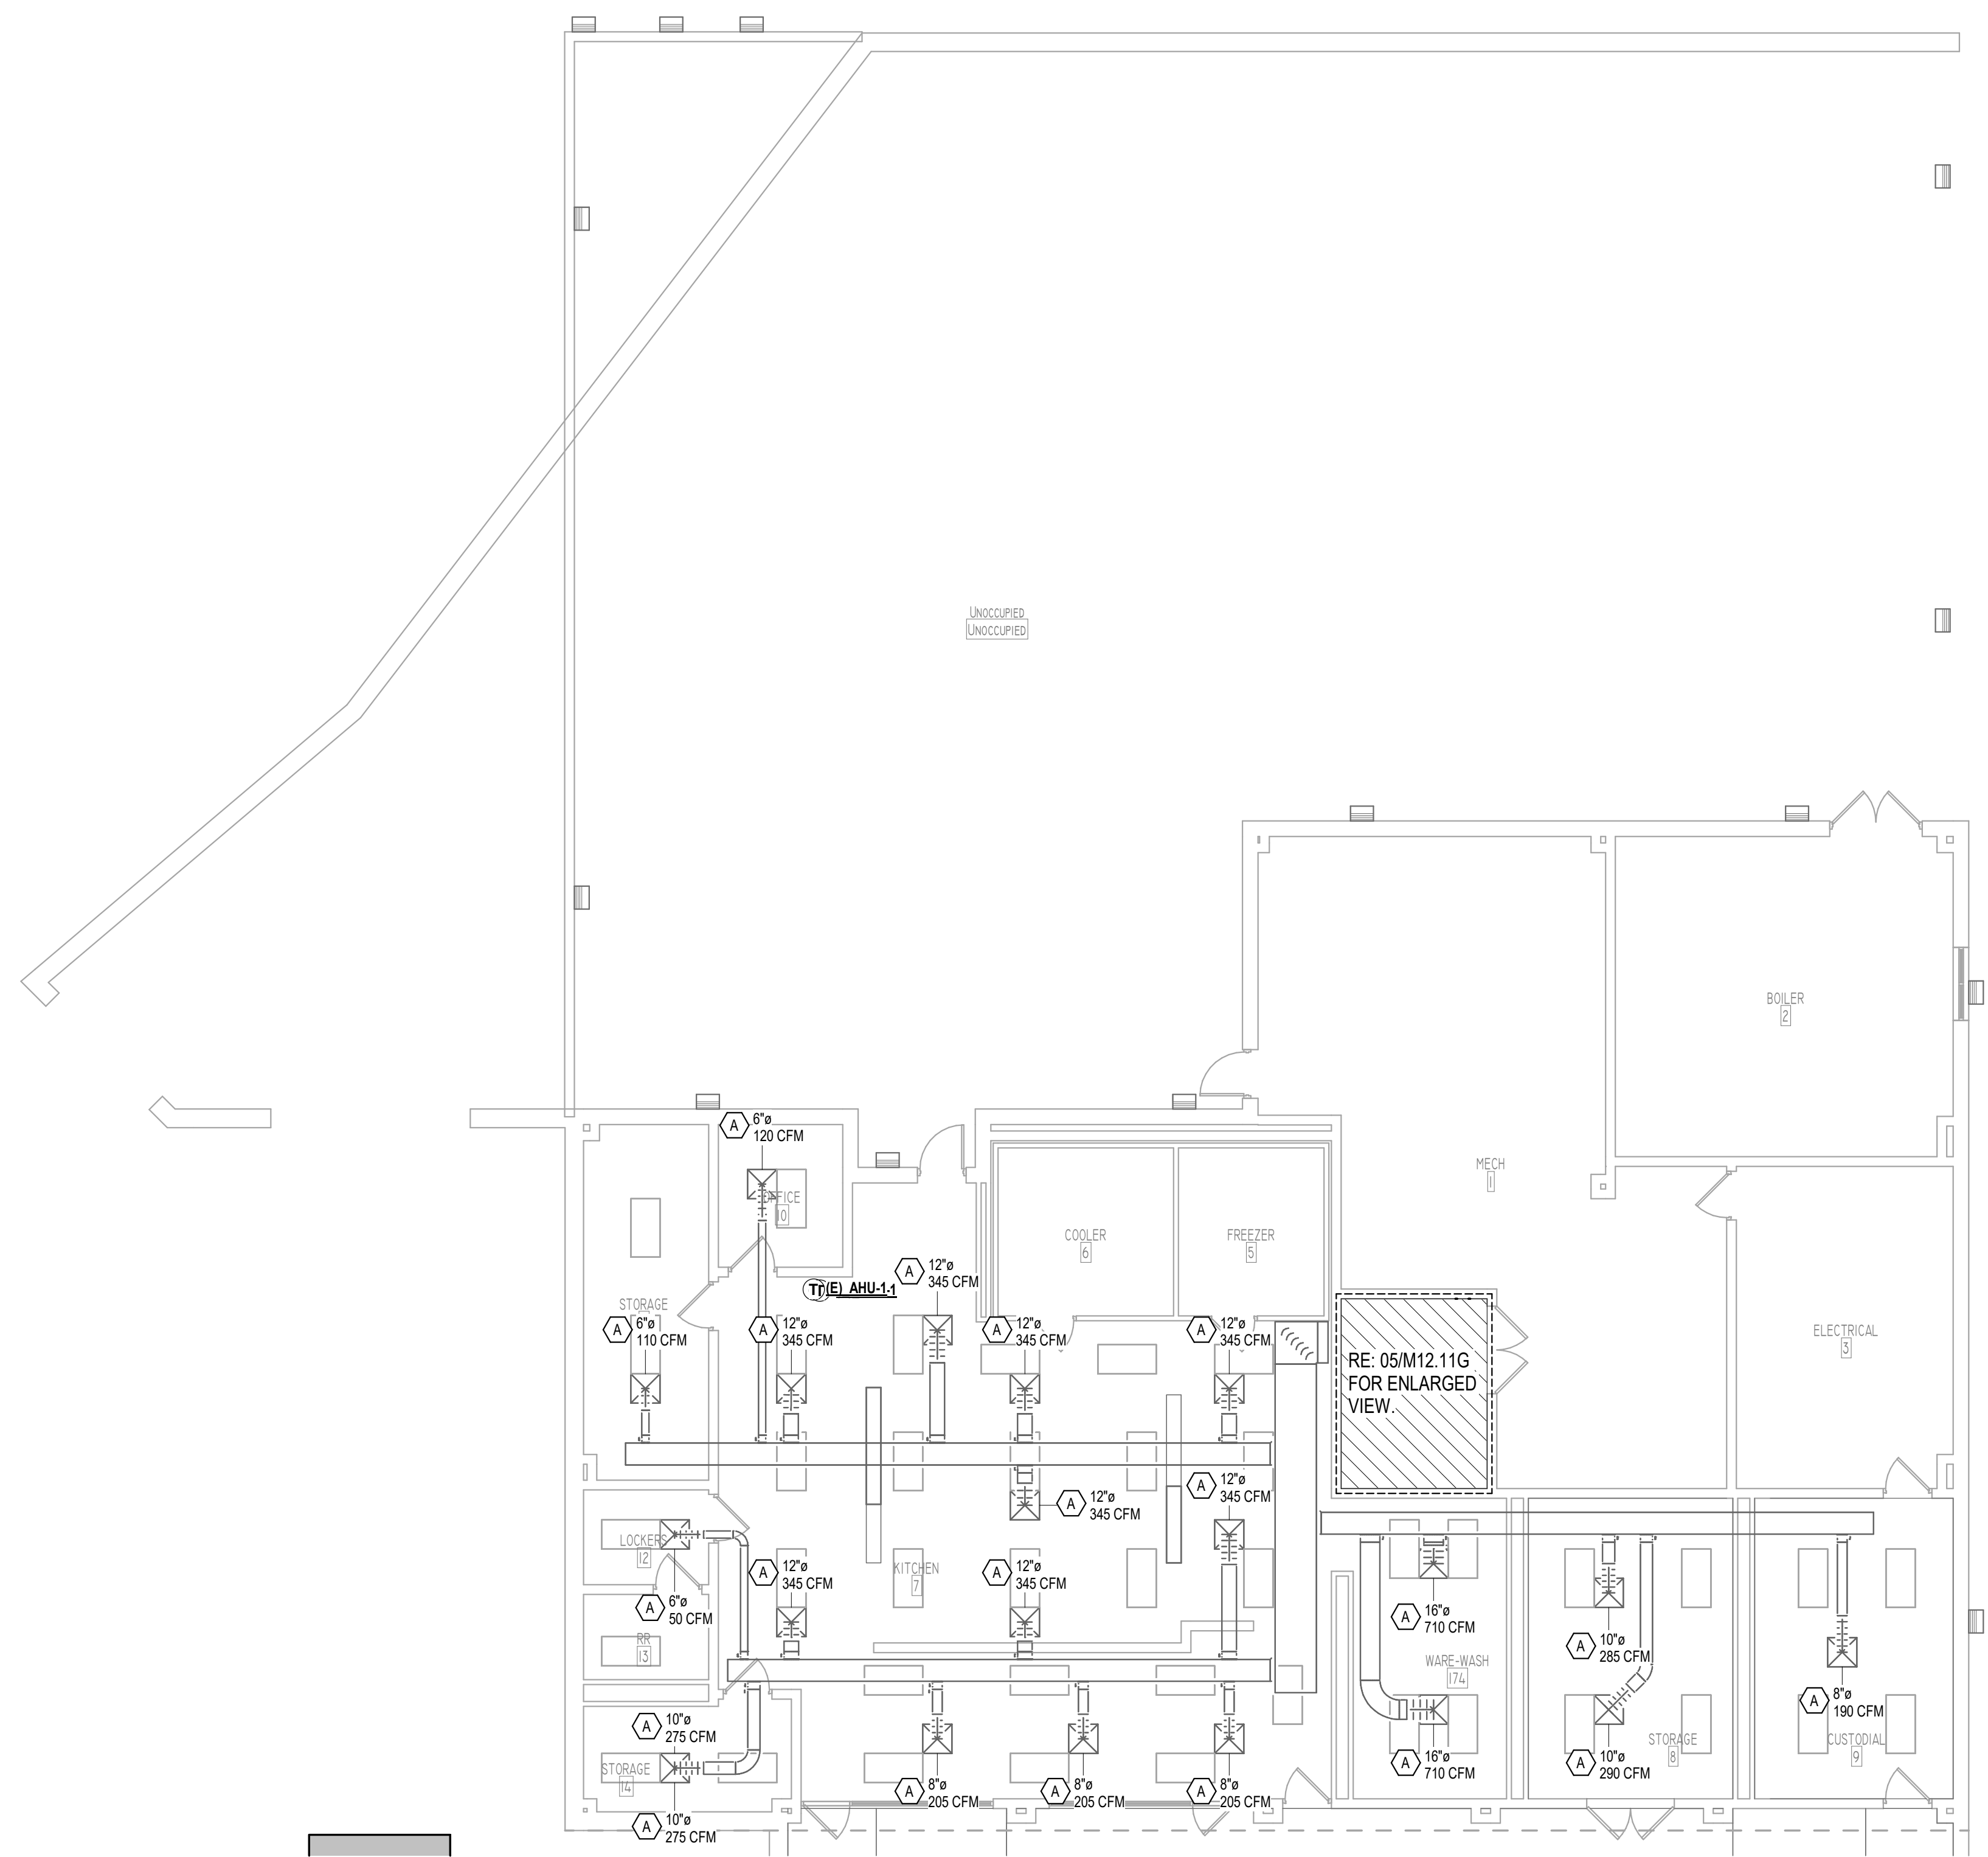 UNOCCUPIED
UNOCCUPIED
BOILER
2
A 6"ø
120 CFM
MECH
1
OFFICE
10
COOLER
6
FREEZER
5
A 12"ø
345 CFM
(E) AHU-1-1
STORAGE
A 6"ø
110 CFM
A 12"ø
345 CFM
A 12"ø
345 CFM
A 12"ø
345 CFM
ELECTRICAL
3
RE: 05/M12.11G
FOR ENLARGED
VIEW.
A 12"ø
345 CFM
A 12"ø
345 CFM
LOCKERS
12
A 12"ø
345 CFM
KITCHEN
7
A 12"ø
345 CFM
A 6"ø
50 CFM
A 16"ø
710 CFM
RR
13
A 10"ø
285 CFM
WARE-WASH
174
A 8"ø
190 CFM
A 10"ø
275 CFM
STORAGE
8
CUSTODIAL
9
STORAGE
14
A 16"ø
710 CFM
A 10"ø
290 CFM
A 8"ø
205 CFM
A 8"ø
205 CFM
A 8"ø
205 CFM
A 10"ø
275 CFM